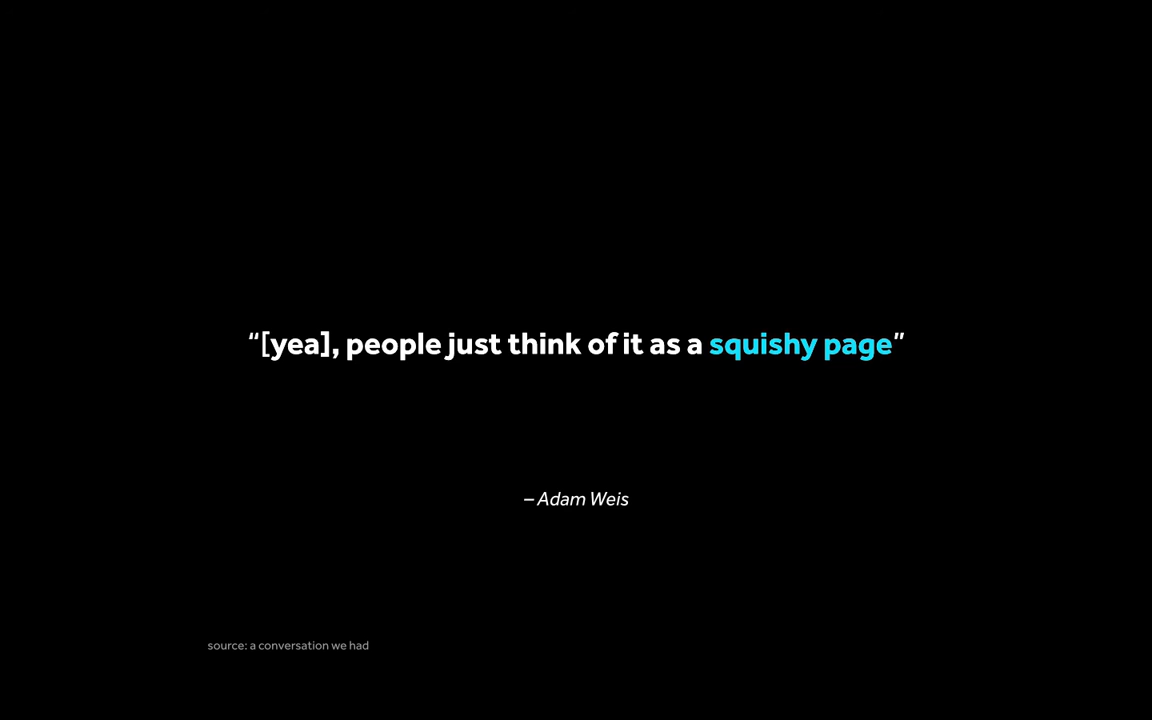 “[yea], people just think of it as a squishy page”
– Adam Weis
source: a conversation we had